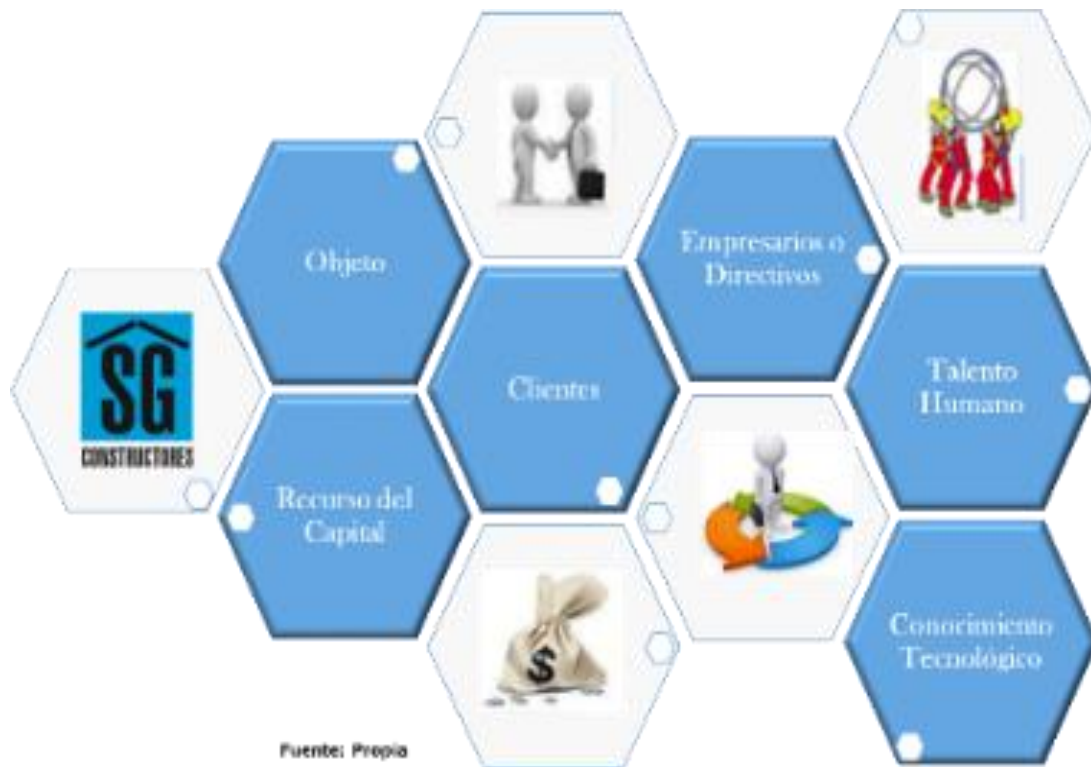 Objeto
Empresarios o
Directivos
SG
CONSTRUCTORES
Clientes
Talento
Humano
Recurso del
Capital
$
Conocimiento
Tecnológico
Fuente: Propia